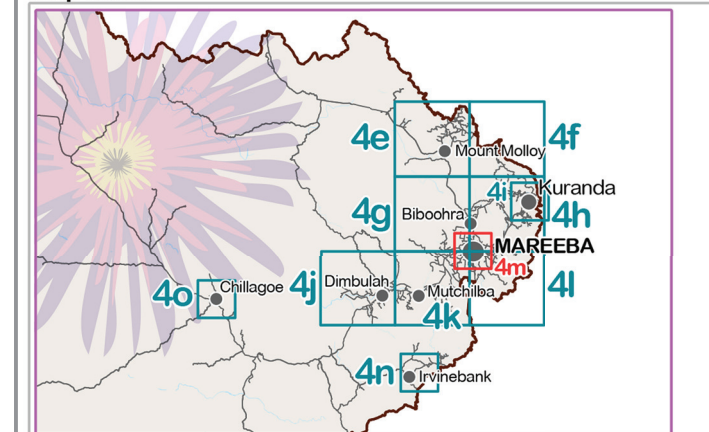 4e
4f
Mount Molloy
4i
Kuranda
4g
Biboohra
4h
MAREEBA
4m
4o
Chillagoe
4j
Dimbulah
Mutchilba
4l
4k
4n
Irvinebank